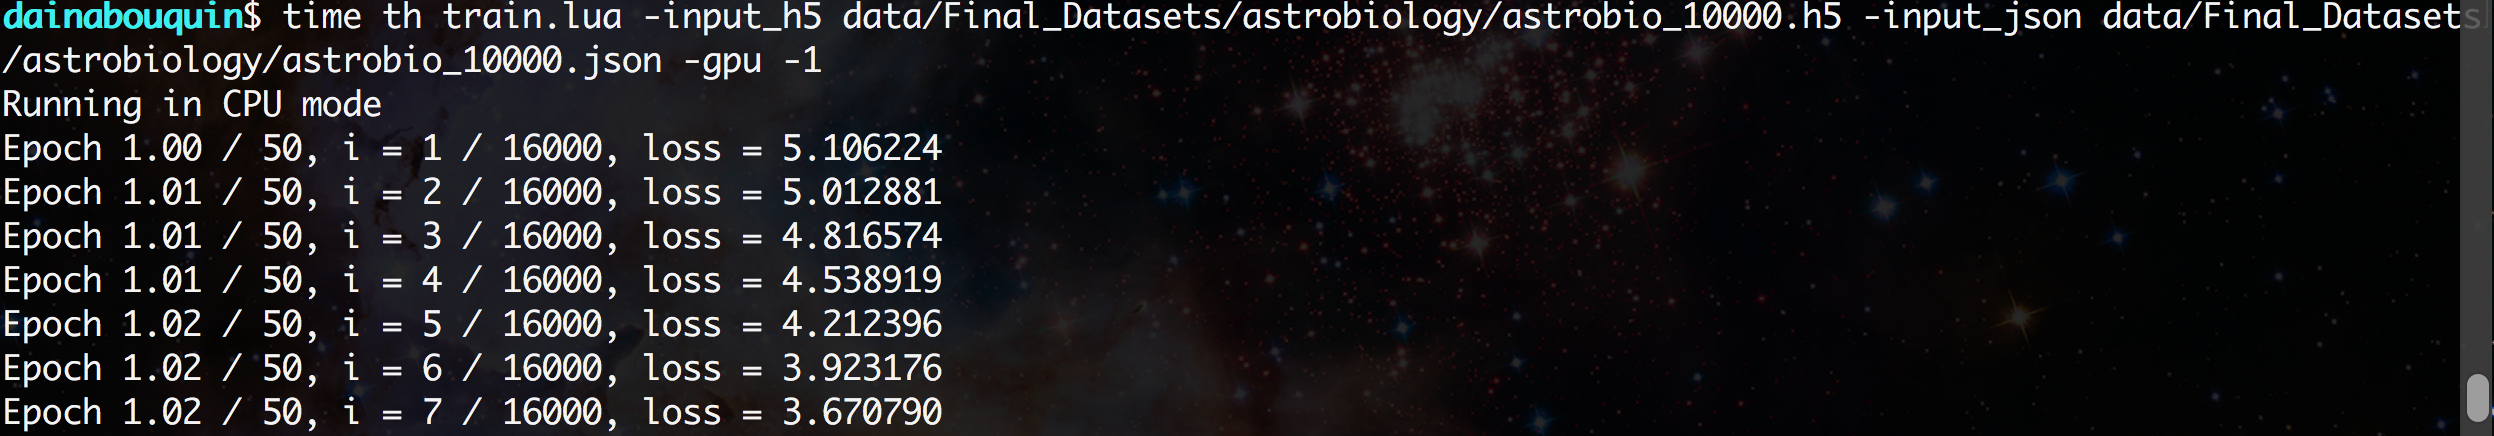 dainabouquin$ time th train.lua -input_h5 data/Final_Datasets/astrobiology/astrobio_10000.h5 -input_json data/Final_Datasets
/astrobiology/astrobio_10000.json -gpu -1
Running in CPU mode
Epoch 1.00 / 50, i = 1 / 16000, loss = 5.106224
Epoch 1.01 / 50, i = 2 / 16000, loss = 5.012881
Epoch 1.01 / 50, i = 3 / 16000, loss = 4.816574
Epoch 1.01 / 50, i = 4 / 16000, loss = 4.538919
Epoch 1.02 / 50, i = 5 / 16000, loss = 4.212396
Epoch 1.02 / 50, i = 6 / 16000, loss = 3.923176
Epoch 1.02 / 50, i = 7 / 16000, loss = 3.670790